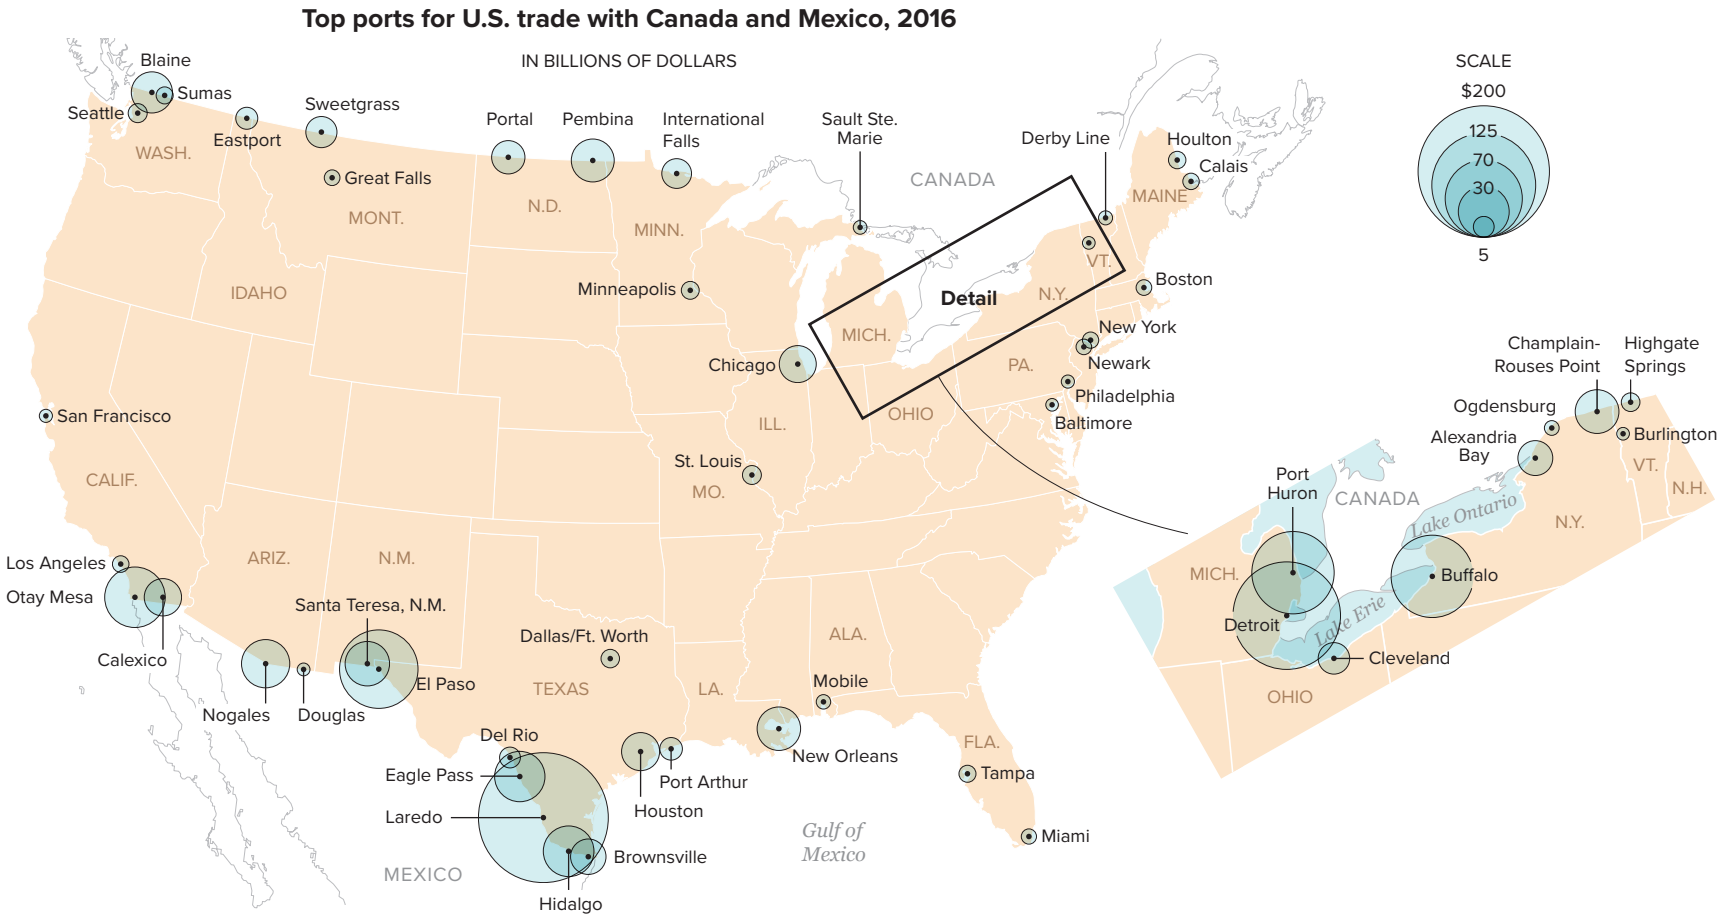 Top ports for U.S. trade with Canada and Mexico, 2016
IN BILLIONS OF DOLLARS
SCALE
$200
125
70
30
5
Blaine
Sumas
Seattle
Eastport
Sweetgrass
Great Falls
Portal
Pembina
International
Falls
Sault Ste.
Marie
Derby Line
Houlton
Calais
CANADA
WASH.
MONT.
N.D.
MINN.
MAINE
IDAHO
Minneapolis
Detail
VT.
N.Y.
Boston
MICH.
New York
Newark
PA.
Chicago
Philadelphia
Baltimore
OHIO
ILL.
San Francisco
CALIF.
St. Louis
MO.
Los Angeles
Otay Mesa
Calexico
ARIZ.
N.M.
Santa Teresa, N.M.
El Paso
Nogales
Douglas
Dallas/Ft. Worth
TEXAS
LA.
ALA.
Mobile
New Orleans
FLA.
Tampa
Miami
Del Rio
Eagle Pass
Laredo
Port Arthur
Houston
Brownsville
Hidalgo
MEXICO
Gulf of
Mexico
Champlain-
Rouses Point
Highgate
Springs
Ogdensburg
Burlington
Alexandria
Bay
VT.
N.H.
Port
Huron
CANADA
Lake Ontario
N.Y.
MICH.
Buffalo
Detroit
Lake Erie
Cleveland
OHIO